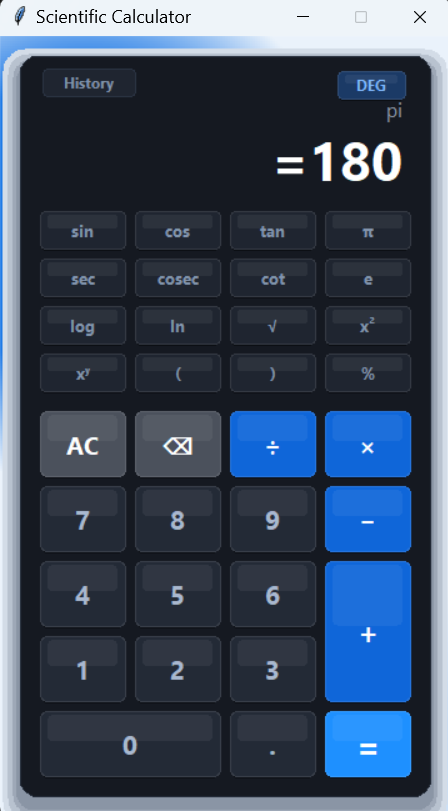 Scientific Calculator
History DEG
pi
=180
sin cos tan π
sec cosec cot e
log ln √ x²
xʸ ( ) %
AC ⌫ ÷ ×
7 8 9 −
4 5 6 +
1 2 3
0 . =